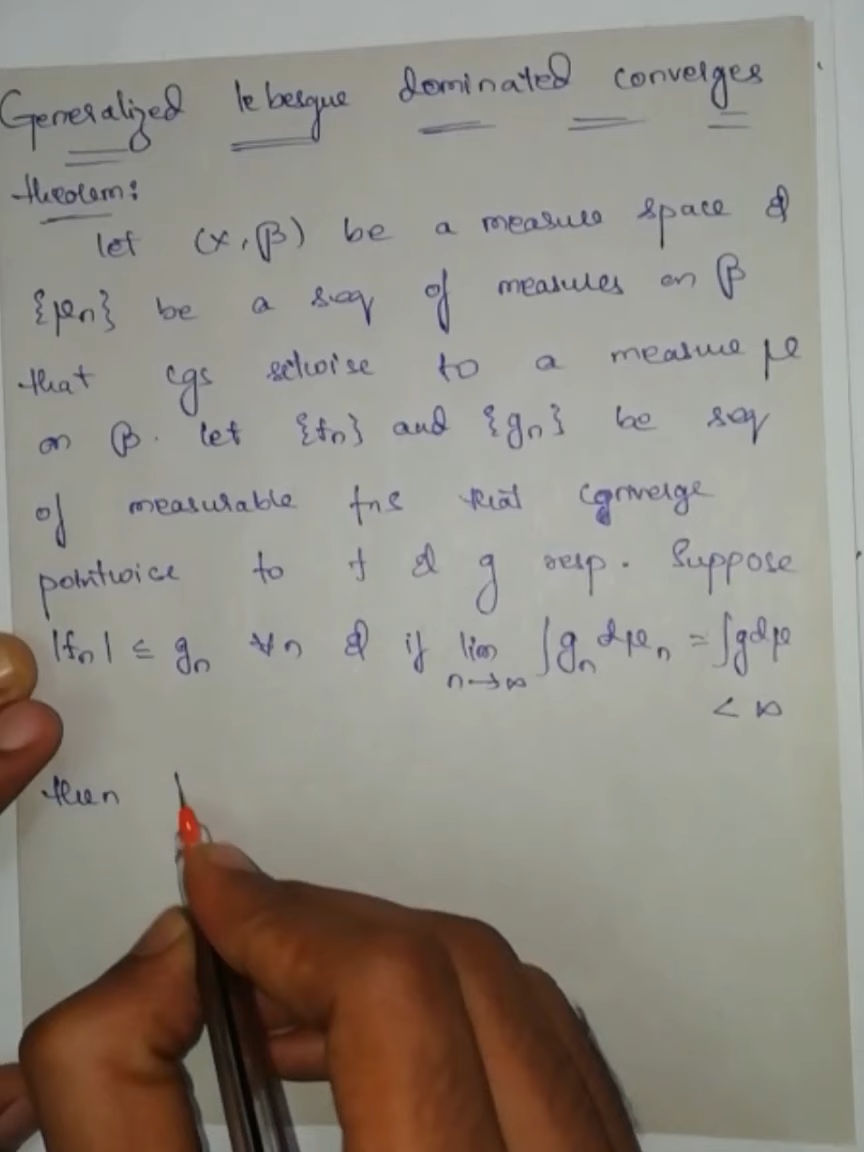 Generalized lebesgue dominated converges
theorem:
let (X, β) be a measure space &
{μn} be a seq of measures on β
that cgs setwise to a measure μ
on β. let {fn} and {gn} be seq
of measurable fns that converge
pointwice to f & g resp. Suppose
|fn| ≤ gn ∀n & if lim n→∞ ∫gn dμn = ∫gdμ
< ∞
then